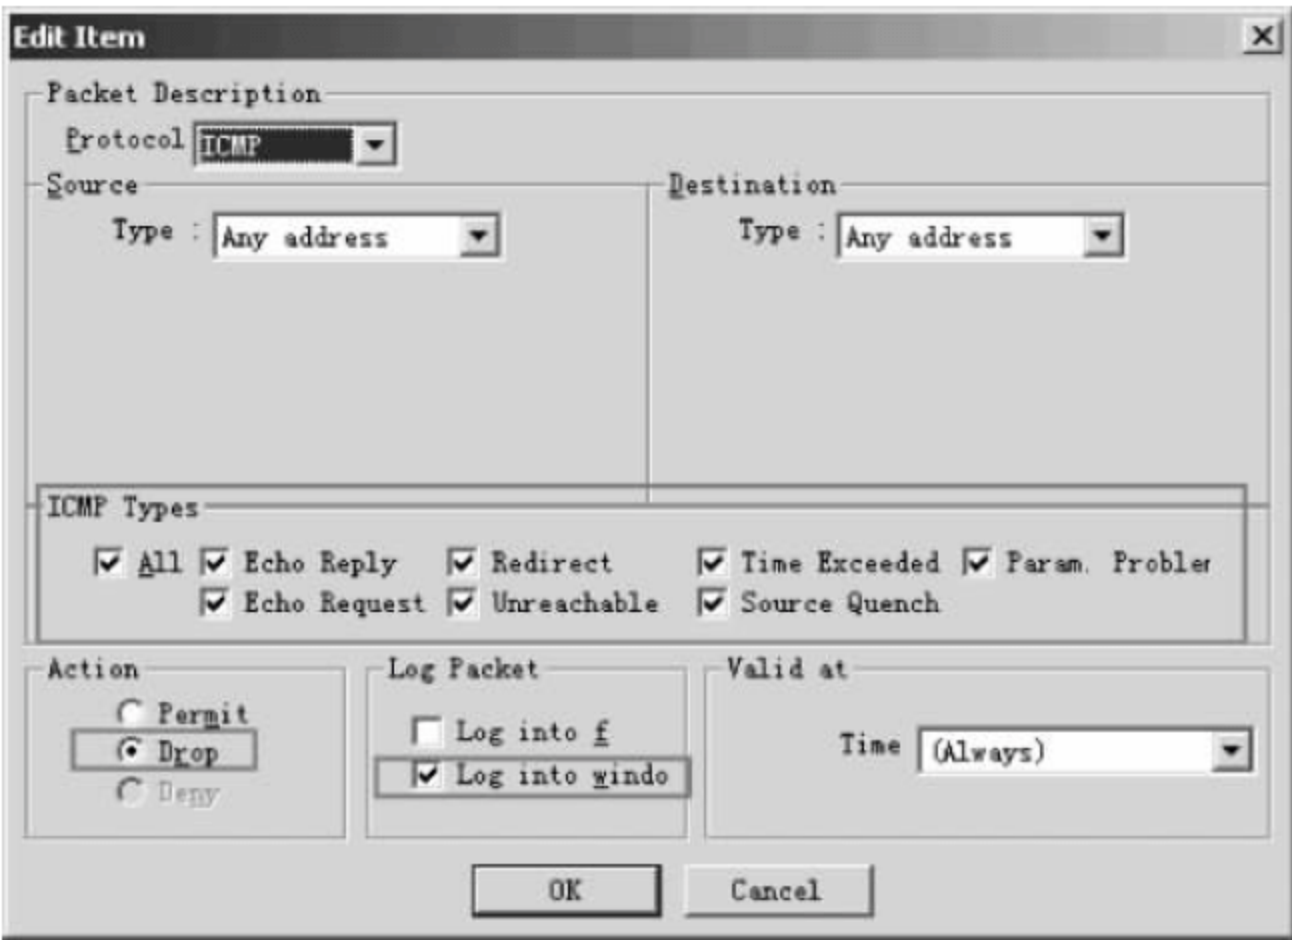 Edit Item
Packet Description
Protocol ICMP
Source
Destination
Type : Any address
Type : Any address
ICMP Types
All Echo Reply Redirect Time Exceeded Param. Probler
Echo Request Unreachable Source Quench
Action
Log Packet
Valid at
Permit
Drop
Deny
Log into f
Log into windo
Time (Always)
OK Cancel